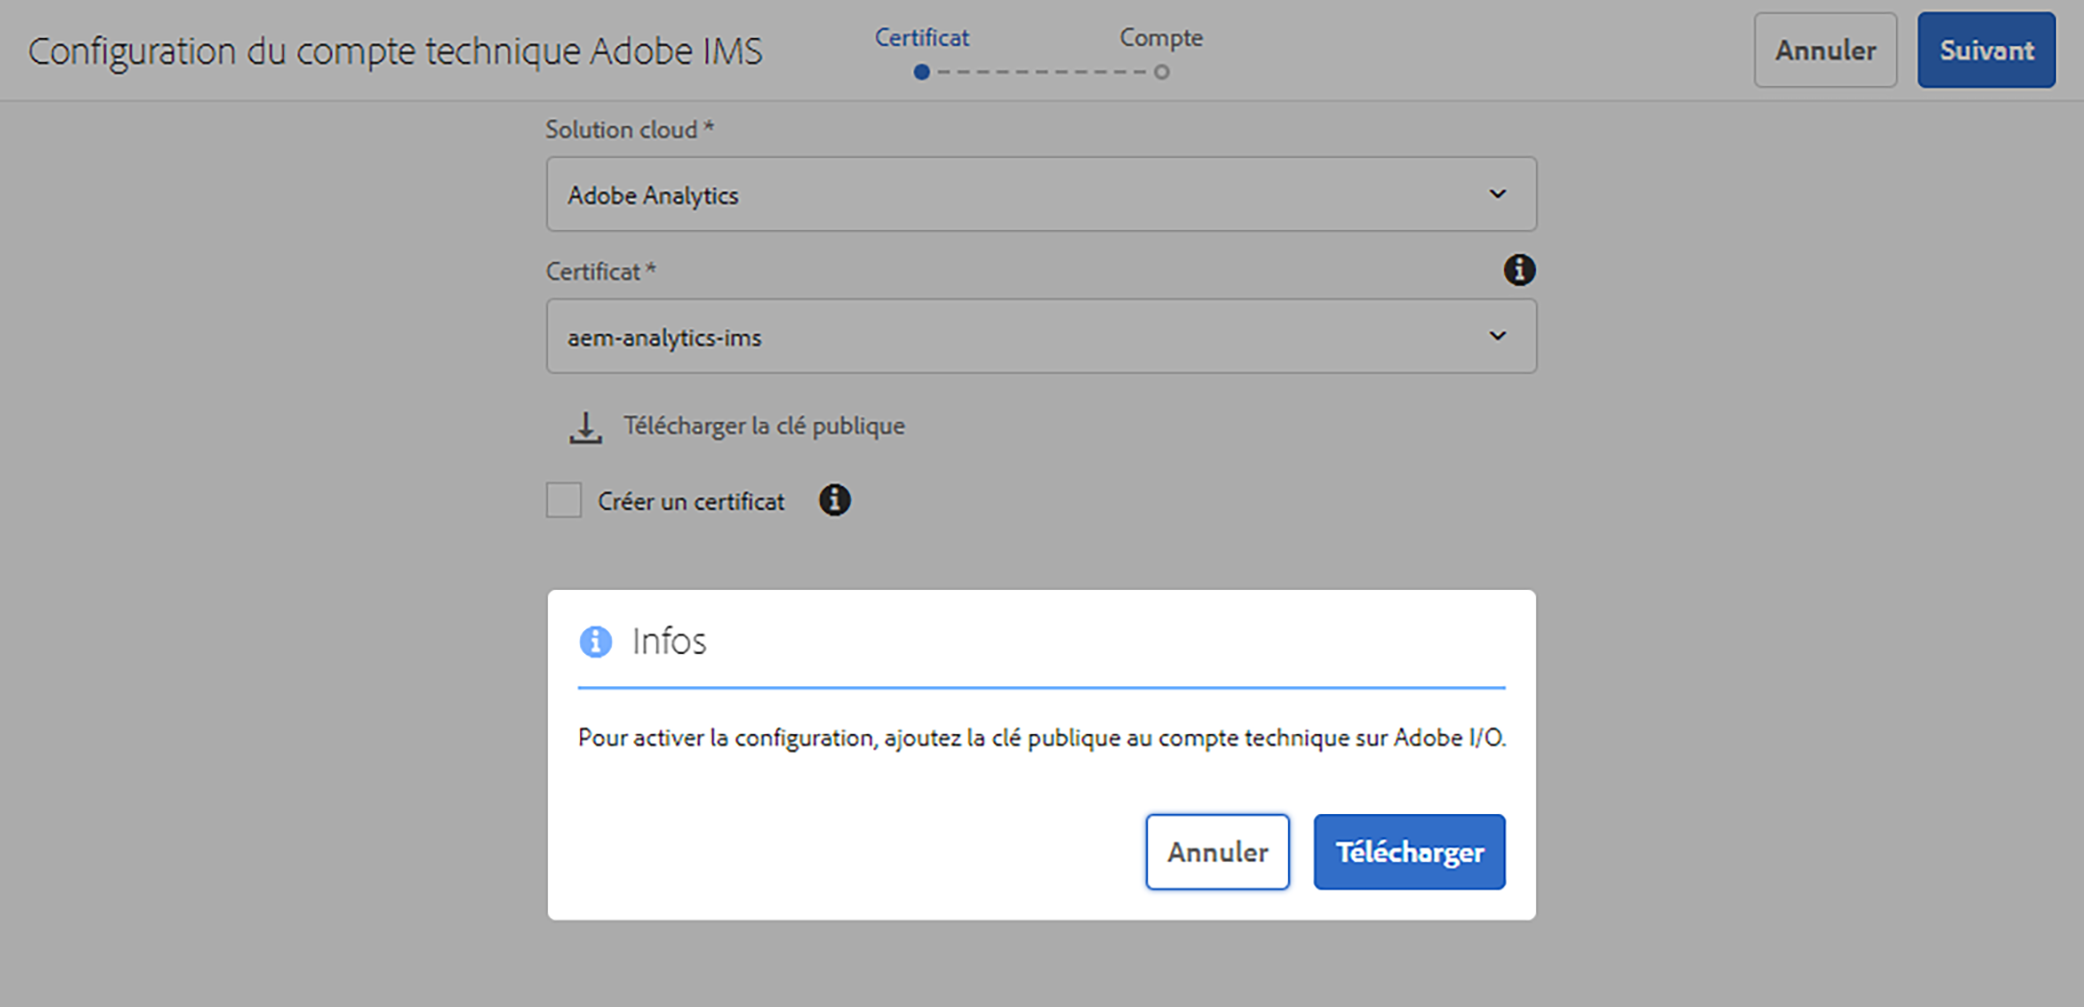 Configuration du compte technique Adobe IMS
Certificat
Compte
Annuler
Suivant
Solution cloud *
Adobe Analytics
Certificat *
aem-analytics-ims
Télécharger la clé publique
Créer un certificat
Infos
Pour activer la configuration, ajoutez la clé publique au compte technique sur Adobe I/O.
Annuler
Télécharger